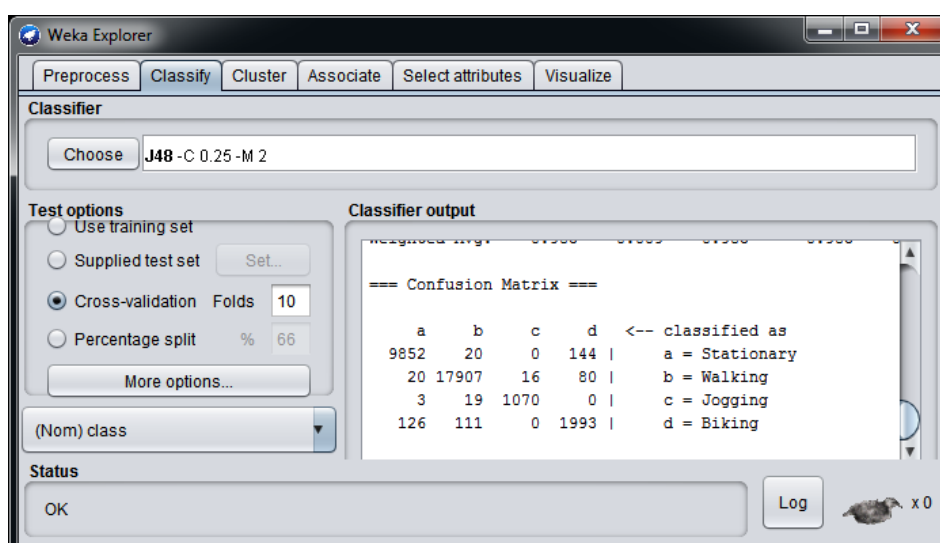 Weka Explorer
Preprocess Classify Cluster Associate Select attributes Visualize
Classifier
Choose J48 -C 0.25 -M 2
Test options
Use training set
Supplied test set Set...
Cross-validation Folds 10
Percentage split % 66
More options...
(Nom) class
Classifier output
=== Confusion Matrix ===
a b c d <-- classified as
9852 20 0 144 | a = Stationary
20 17907 16 80 | b = Walking
3 19 1070 0 | c = Jogging
126 111 0 1993 | d = Biking
Status
OK
Log x 0